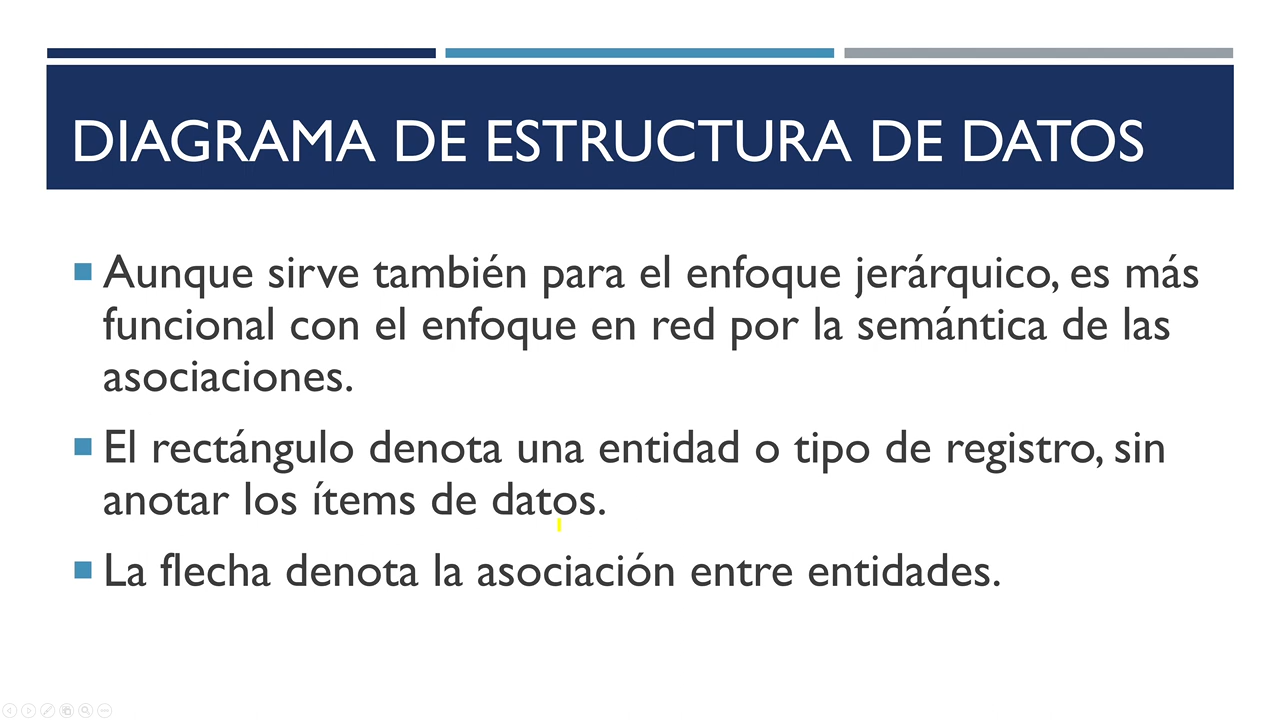 DIAGRAMA DE ESTRUCTURA DE DATOS
Aunque sirve también para el enfoque jerárquico, es más
funcional con el enfoque en red por la semántica de las
asociaciones.
El rectángulo denota una entidad o tipo de registro, sin
anotar los ítems de datos.
La flecha denota la asociación entre entidades.